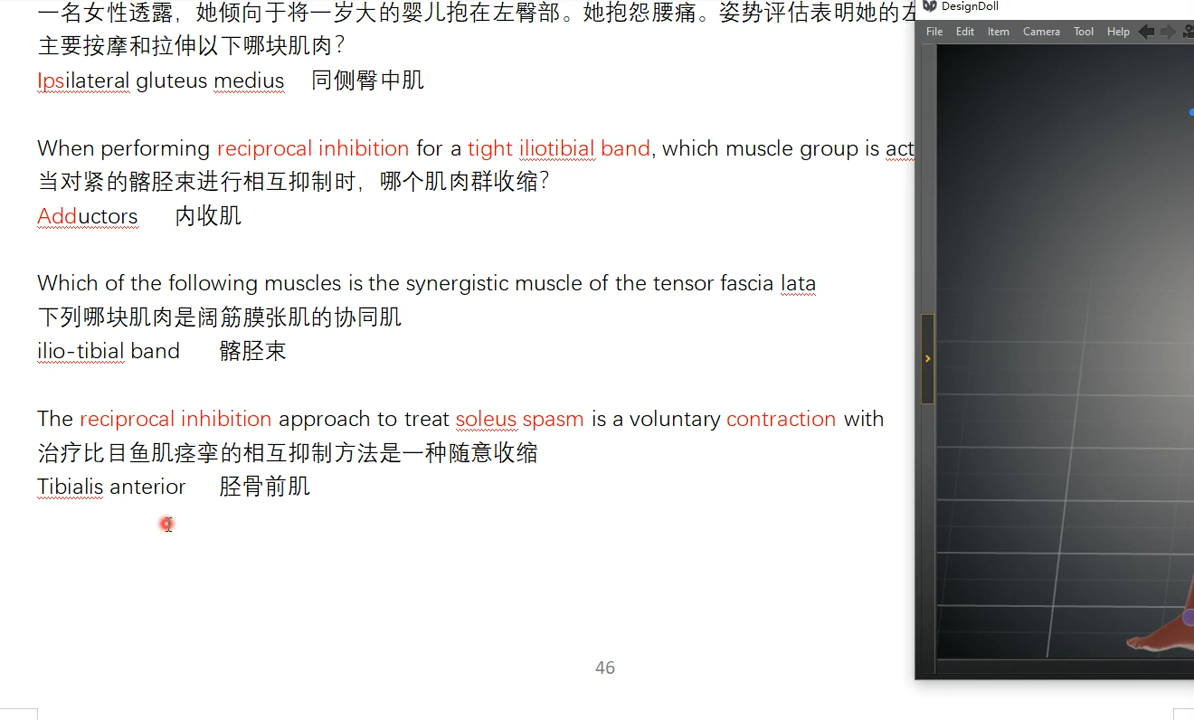 一名女性透露，她倾向于将一岁大的婴儿抱在左臀部。她抱怨腰痛。姿势评估表明她的左
主要按摩和拉伸以下哪块肌肉？
Ipsilateral gluteus medius 同侧臀中肌
When performing reciprocal inhibition for a tight iliotibial band, which muscle group is act
当对紧的髂胫束进行相互抑制时，哪个肌肉群收缩？
Adductors 内收肌
Which of the following muscles is the synergistic muscle of the tensor fascia lata
下列哪块肌肉是阔筋膜张肌的协同肌
ilio-tibial band 髂胫束
The reciprocal inhibition approach to treat soleus spasm is a voluntary contraction with
治疗比目鱼肌痉挛的相互抑制方法是一种随意收缩
Tibialis anterior 胫骨前肌
46
DesignDoll
File Edit Item Camera Tool Help